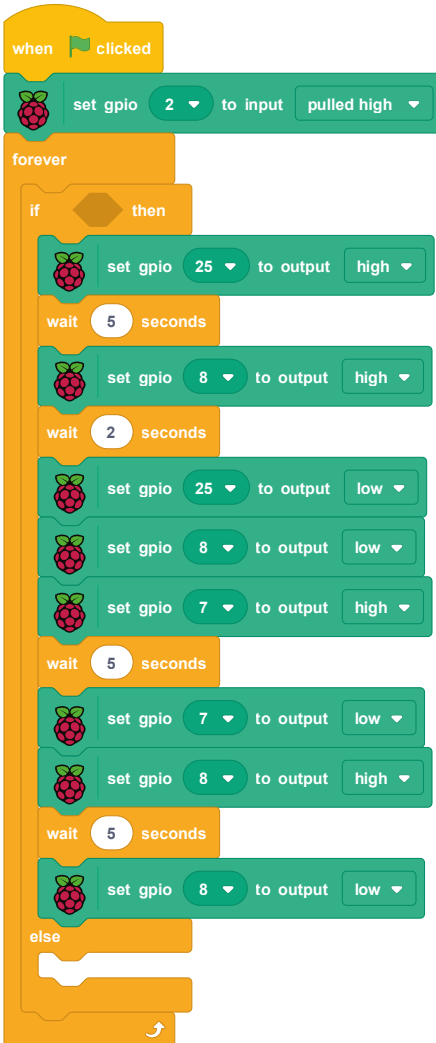 when clicked
set gpio 2 to input pulled high
forever
if then
set gpio 25 to output high
wait 5 seconds
set gpio 8 to output high
wait 2 seconds
set gpio 25 to output low
set gpio 8 to output low
set gpio 7 to output high
wait 5 seconds
set gpio 7 to output low
set gpio 8 to output high
wait 5 seconds
set gpio 8 to output low
else